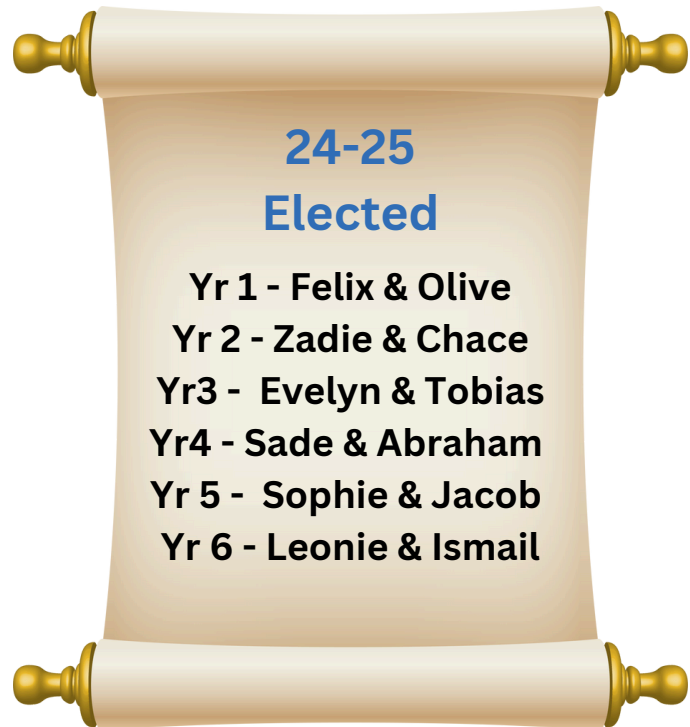 24-25
Elected
Yr 1 - Felix & Olive
Yr 2 - Zadie & Chace
Yr3 -  Evelyn & Tobias
Yr4 - Sade & Abraham
Yr 5 -  Sophie & Jacob
Yr 6 - Leonie & Ismail